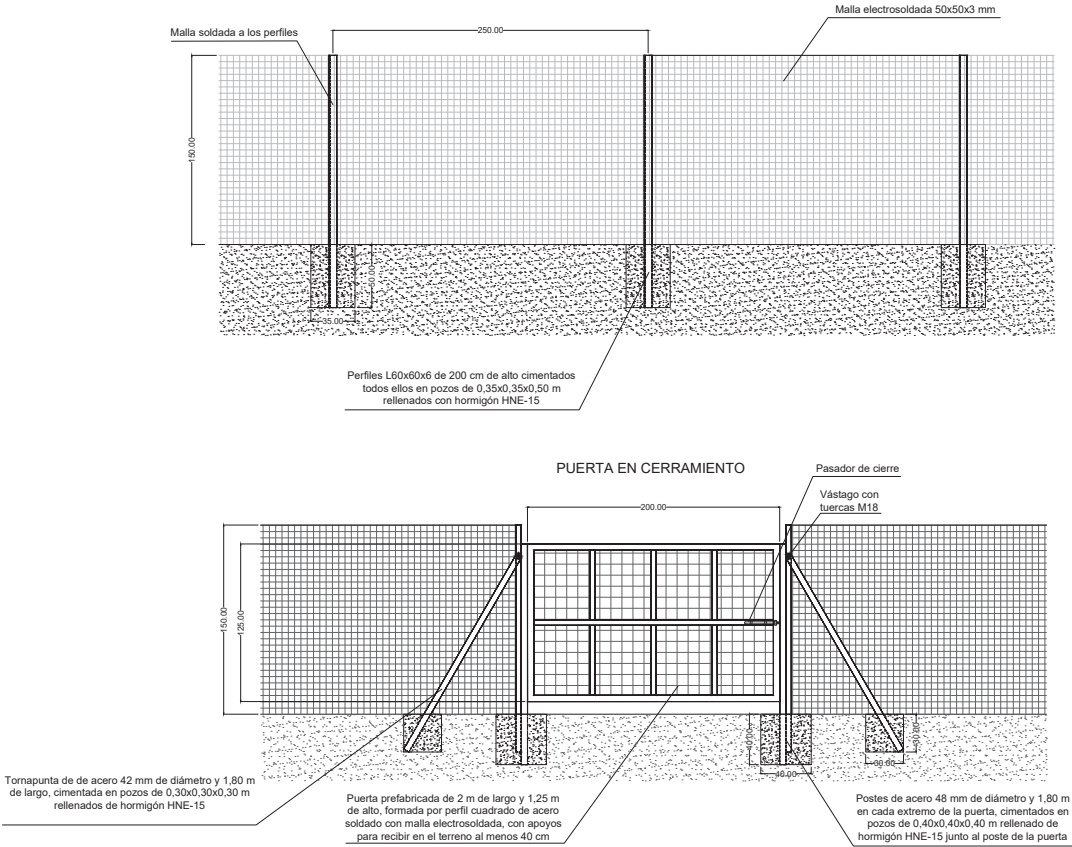 Malla electrosoldada 50x50x3 mm
Malla soldada a los perfiles
250.00
150.00
50.00
35.00
Perfiles L60x60x6 de 200 cm de alto cimentados
todos ellos en pozos de 0,35x0,35x0,50 m
rellenados con hormigón HNE-15
PUERTA EN CERRAMIENTO
Pasador de cierre
Vástago con
tuercas M18
200.00
150.00
125.00
40.00
40.00
30.00
30.00
Tornapunta de de acero 42 mm de diámetro y 1,80 m
de largo, cimentada en pozos de 0,30x0,30x0,30 m
rellenados de hormigón HNE-15
Puerta prefabricada de 2 m de largo y 1,25 m
de alto, formada por perfil cuadrado de acero
soldado con malla electrosoldada, con apoyos
para recibir en el terreno al menos 40 cm
Postes de acero 48 mm de diámetro y 1,80 m
en cada extremo de la puerta, cimentados en
pozos de 0,40x0,40x0,40 m rellenado de
hormigón HNE-15 junto al poste de la puerta